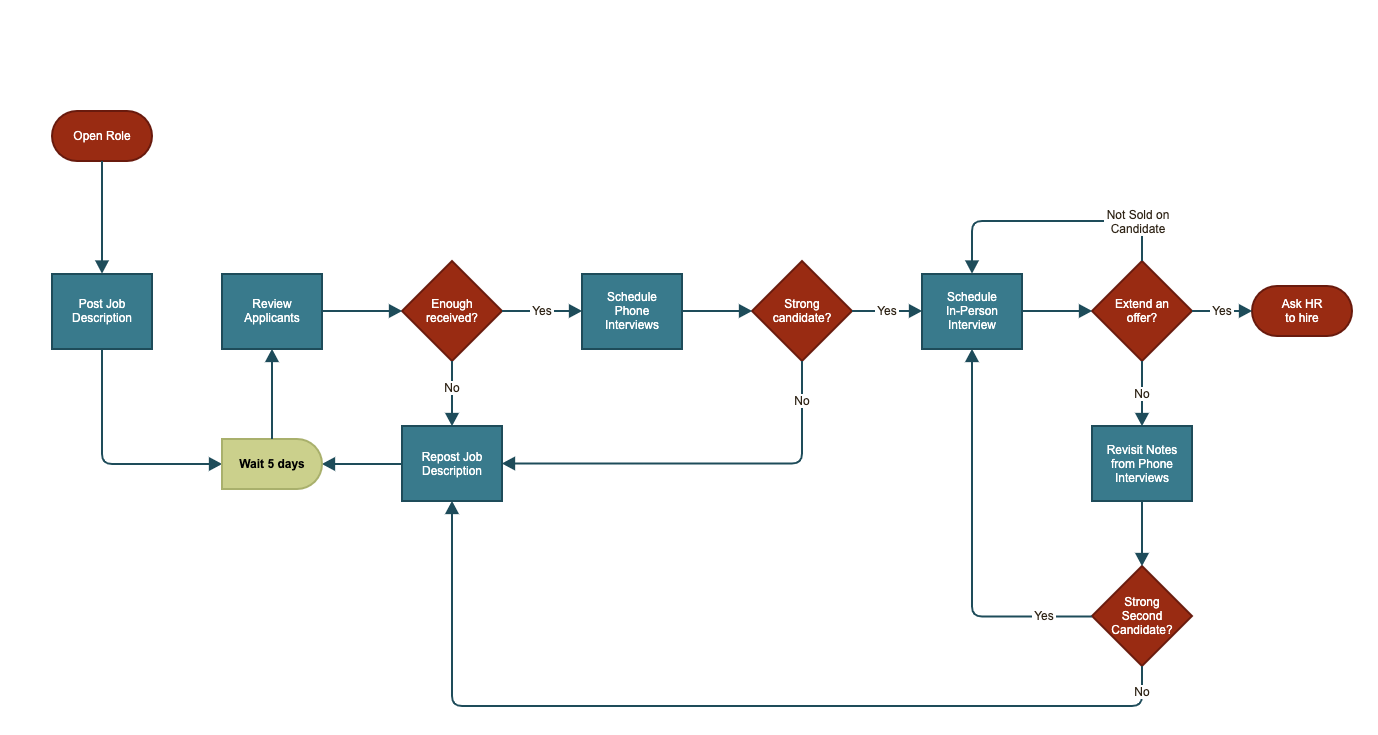 Open Role
Not Sold on
Candidate
Post Job
Description
Review
Applicants
Enough
received?
Yes
Schedule
Phone
Interviews
Strong
candidate?
Yes
Schedule
In-Person
Interview
Extend an
offer?
Yes
Ask HR
to hire
No
No
No
Wait 5 days
Repost Job
Description
Revisit Notes
from Phone
Interviews
Yes
Strong
Second
Candidate?
No